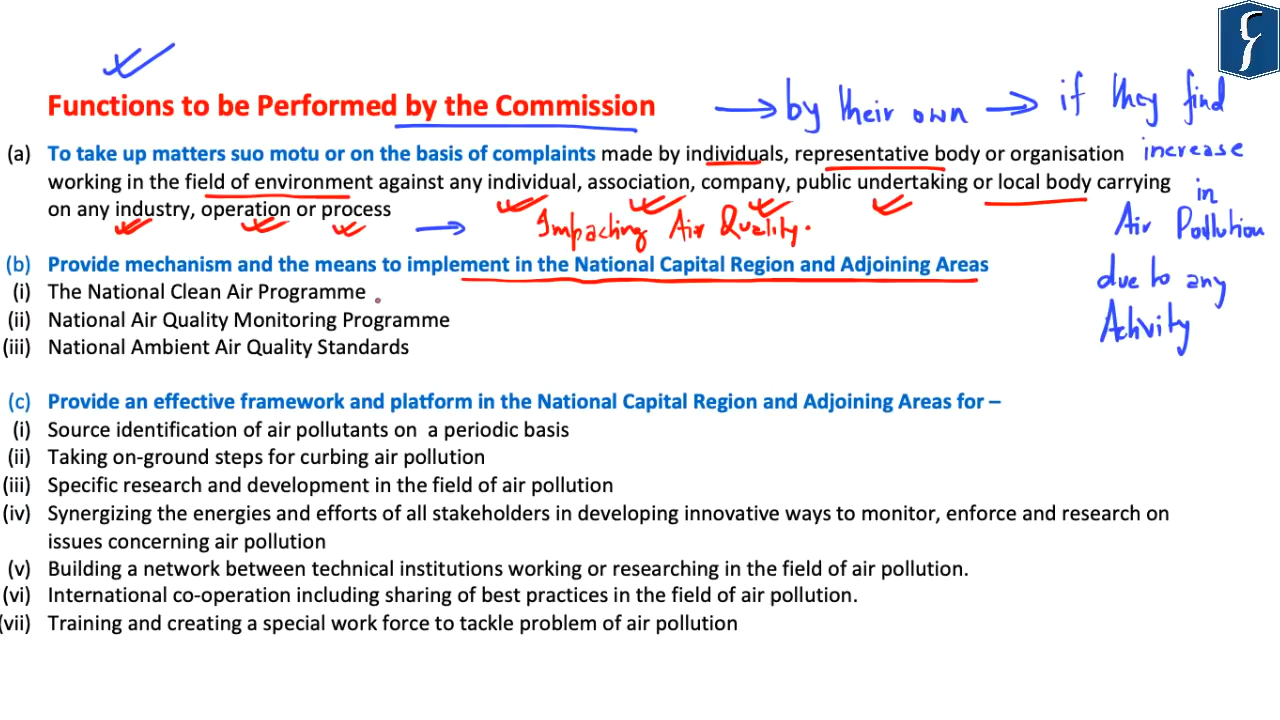 Functions to be Performed by the Commission → by their own → if they find
(a) To take up matters suo motu or on the basis of complaints made by individuals, representative body or organisation increase
working in the field of environment against any individual, association, company, public undertaking or local body carrying in
on any industry, operation or process → Impacting Air Quality. Air Pollution
(b) Provide mechanism and the means to implement in the National Capital Region and Adjoining Areas due to any
(i) The National Clean Air Programme
(ii) National Air Quality Monitoring Programme Activity
(iii) National Ambient Air Quality Standards
(c) Provide an effective framework and platform in the National Capital Region and Adjoining Areas for –
(i) Source identification of air pollutants on a periodic basis
(ii) Taking on-ground steps for curbing air pollution
(iii) Specific research and development in the field of air pollution
(iv) Synergizing the energies and efforts of all stakeholders in developing innovative ways to monitor, enforce and research on
issues concerning air pollution
(v) Building a network between technical institutions working or researching in the field of air pollution.
(vi) International co-operation including sharing of best practices in the field of air pollution.
(vii) Training and creating a special work force to tackle problem of air pollution